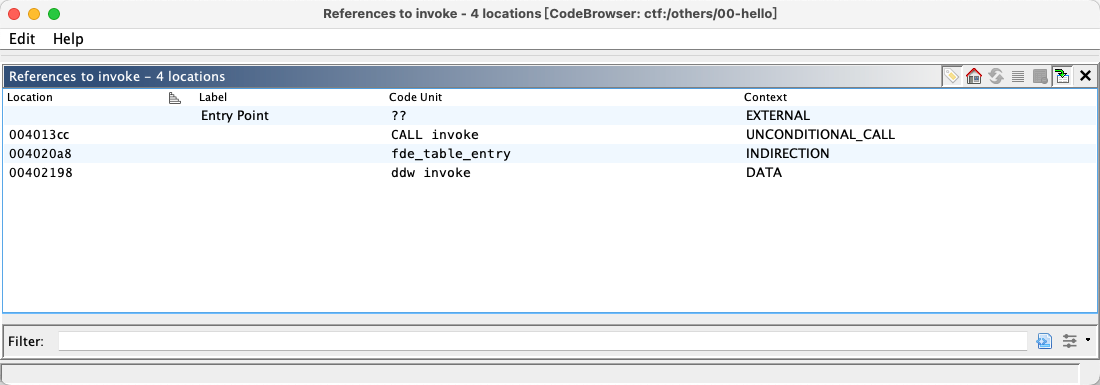 References to invoke - 4 locations [CodeBrowser: ctf:/others/00-hello]
Edit Help
References to invoke - 4 locations
Location Label Code Unit Context
Entry Point ?? EXTERNAL
004013cc CALL invoke UNCONDITIONAL_CALL
004020a8 fde_table_entry INDIRECTION
00402198 ddw invoke DATA
Filter: